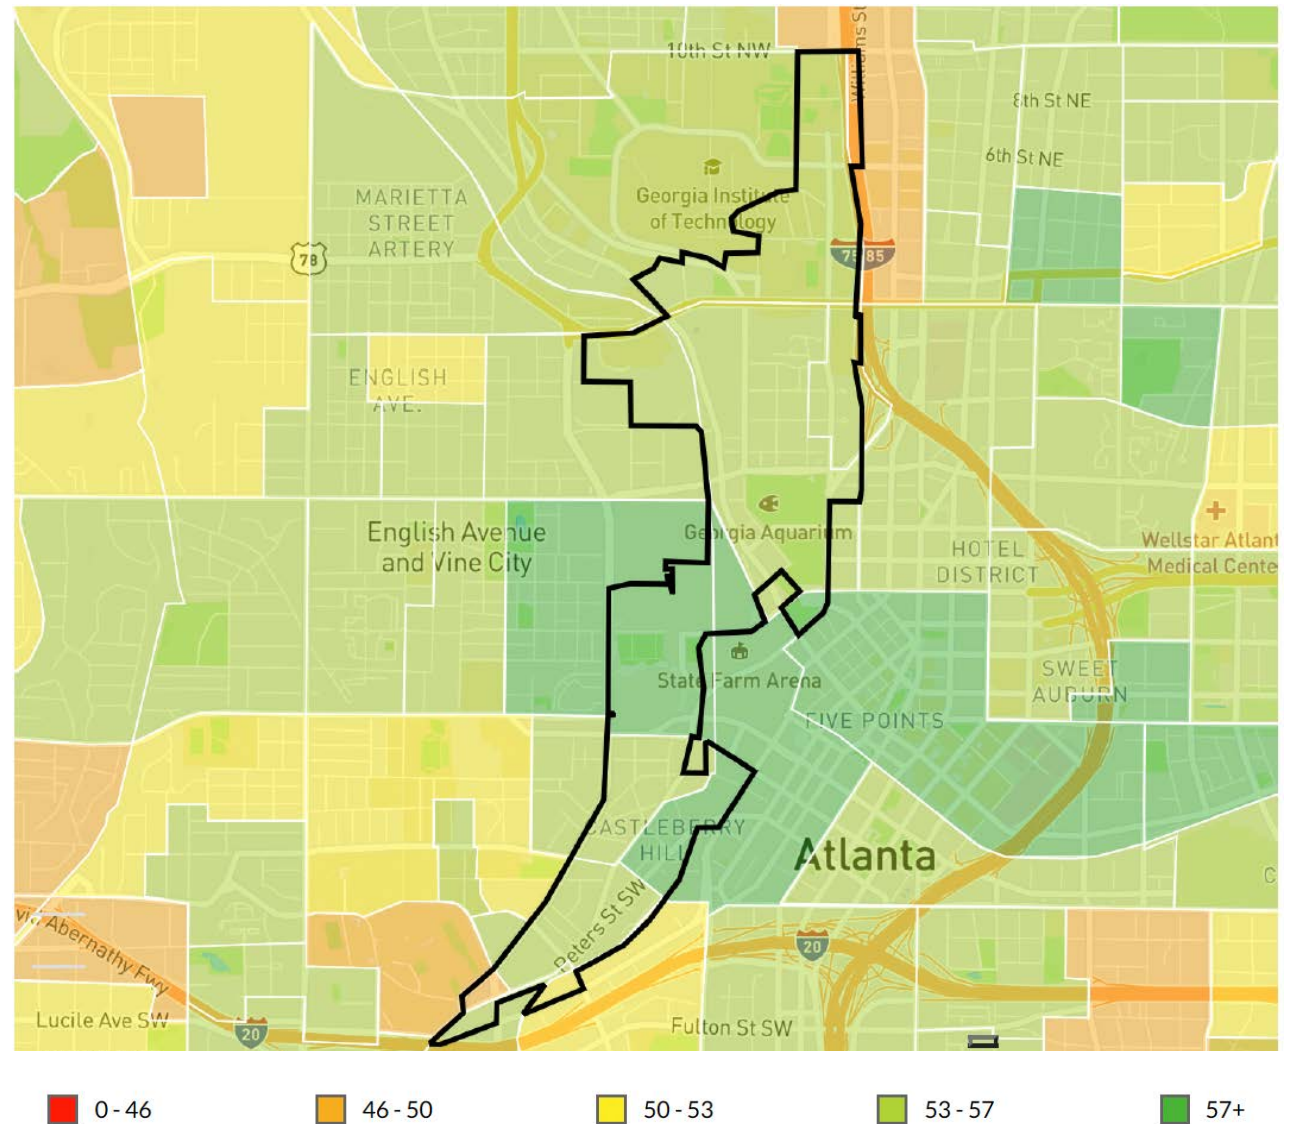 10th St NW
Williams St
8th St NE
6th St NE
Georgia Institute
of Technology
MARIETTA
STREET
ARTERY
78
75 85
ENGLISH
AVE.
English Avenue
and Vine City
Georgia Aquarium
HOTEL
DISTRICT
Wellstar Atlant
Medical Cente
State Farm Arena
SWEET
AUBURN
FIVE POINTS
CASTLEBERRY
HILL
Atlanta
C
Peters St SW
Abernathy Fwy
20
Lucile Ave SW
20
Fulton St SW
0 - 46
46 - 50
50 - 53
53 - 57
57+